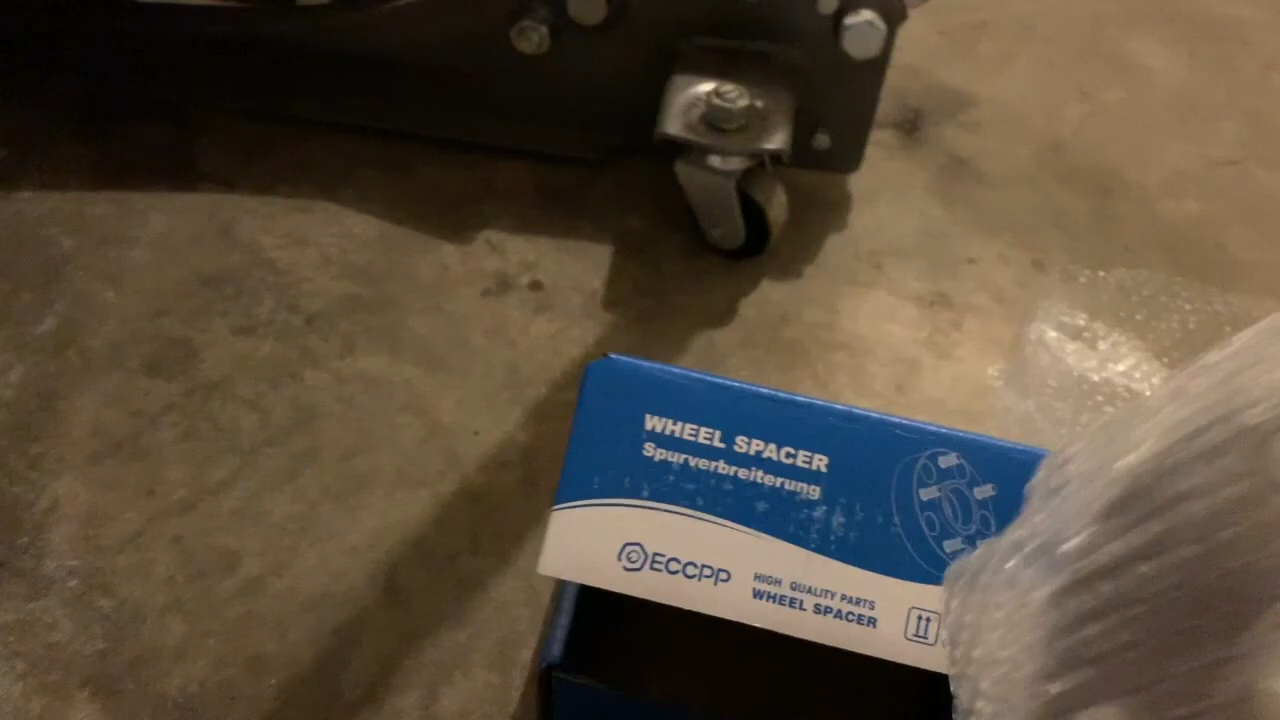 WHEEL SPACER
Spurverbreiterung
ECCPP
HIGH QUALITY PARTS
WHEEL SPACER